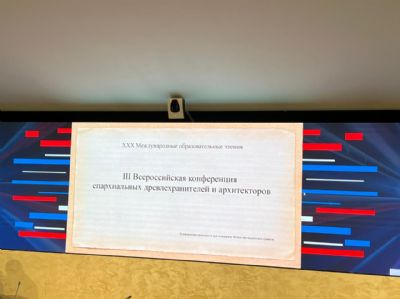 XXX Международные образовательные чтения
III Всероссийская конференция
епархиальных древлехранителей и архитекторов